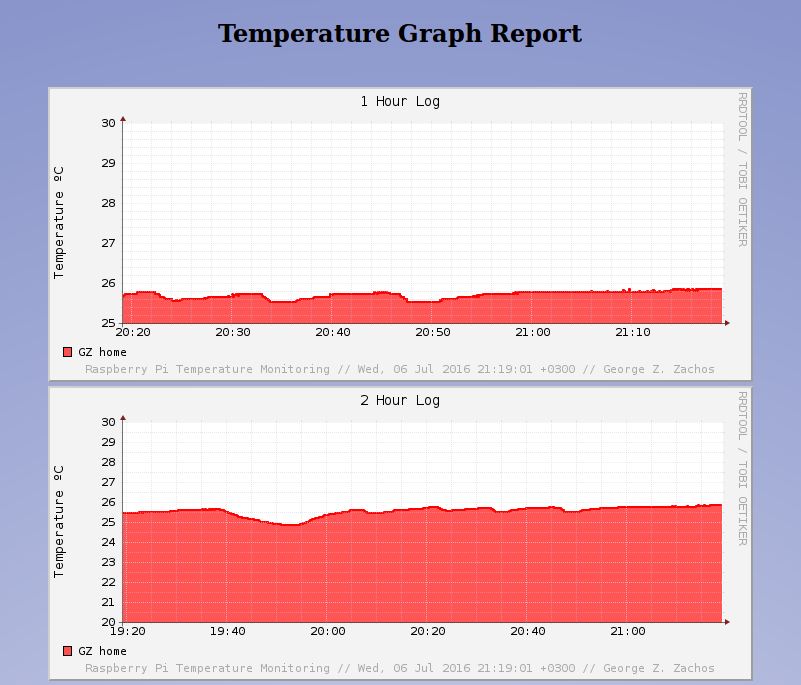 Temperature Graph Report
1 Hour Log
RRDTOOL / TOBI OETIKER
Temperature ºC
30
29
28
27
26
25
20:20 20:30 20:40 20:50 21:00 21:10
GZ home
Raspberry Pi Temperature Monitoring // Wed, 06 Jul 2016 21:19:01 +0300 // George Z. Zachos
2 Hour Log
RRDTOOL / TOBI OETIKER
Temperature ºC
30
29
28
27
26
25
24
23
22
21
20
19:20 19:40 20:00 20:20 20:40 21:00
GZ home
Raspberry Pi Temperature Monitoring // Wed, 06 Jul 2016 21:19:01 +0300 // George Z. Zachos